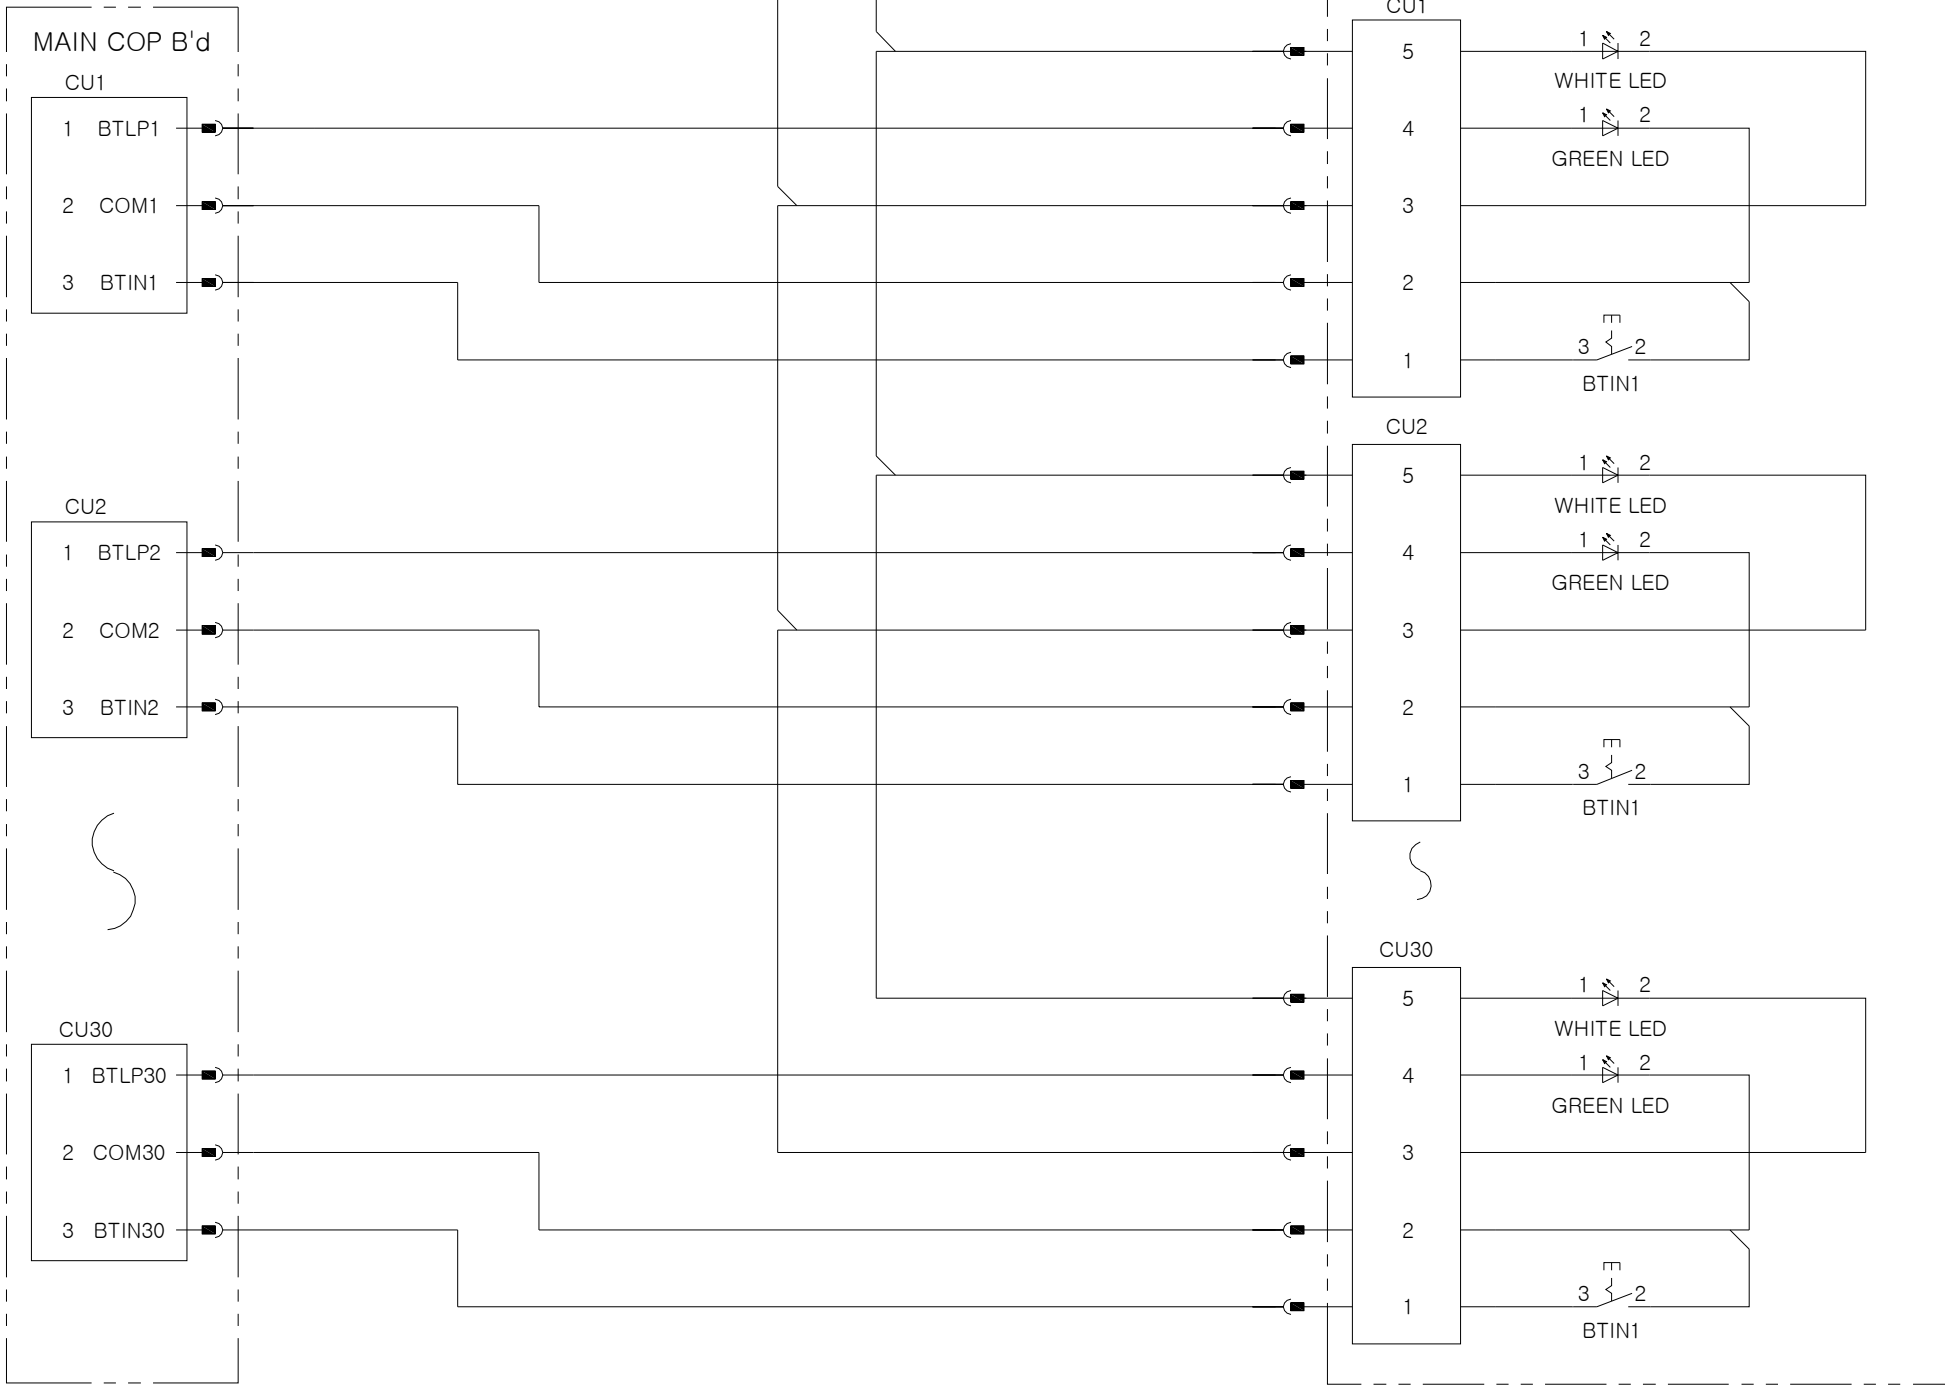 MAIN COP B'd
CU1
1 BTLP1
2 COM1
3 BTIN1
CU2
1 BTLP2
2 COM2
3 BTIN2
CU30
1 BTLP30
2 COM30
3 BTIN30
CU1
5
1 2
WHITE LED
4
1 2
GREEN LED
3
2
1
3 2
BTIN1
CU2
5
1 2
WHITE LED
4
1 2
GREEN LED
3
2
1
3 2
BTIN1
CU30
5
1 2
WHITE LED
4
1 2
GREEN LED
3
2
1
3 2
BTIN1